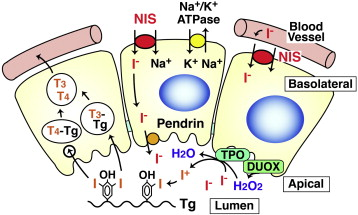 Na⁺/K⁺
ATPase
NIS
I⁻
Blood
Vessel
NIS
I⁻ Na⁺ K⁺ Na⁺
I⁻
Basolateral
T3
T4
T3-
Tg
T4-Tg
I⁻
Pendrin
I⁻
TPO
DUOX
H2O
H2O2
Apical
OH
I I
OH
I
I⁺
I⁻
I⁻
Tg
Lumen